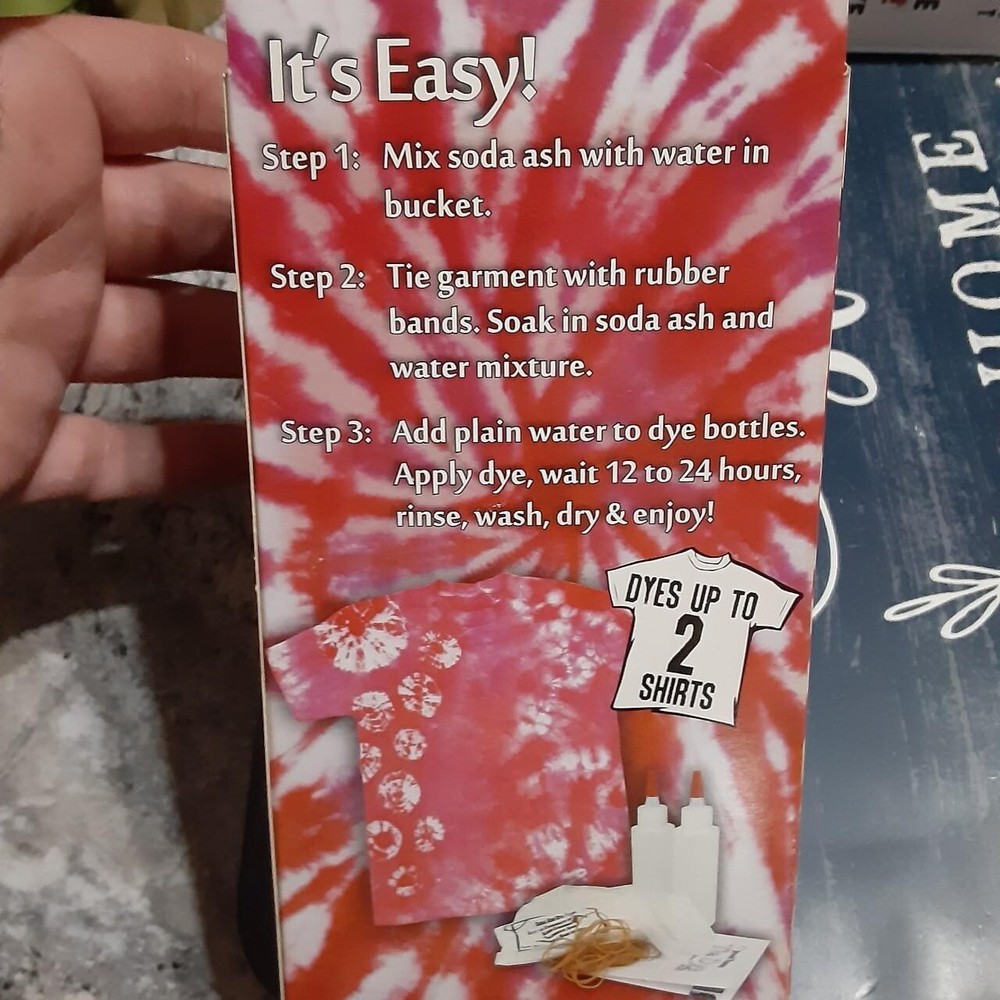 It's Easy!
Step 1: Mix soda ash with water in
bucket.
Step 2: Tie garment with rubber
bands. Soak in soda ash and
water mixture.
Step 3: Add plain water to dye bottles.
Apply dye, wait 12 to 24 hours,
rinse, wash, dry & enjoy!
DYES UP TO
2
SHIRTS
HOME